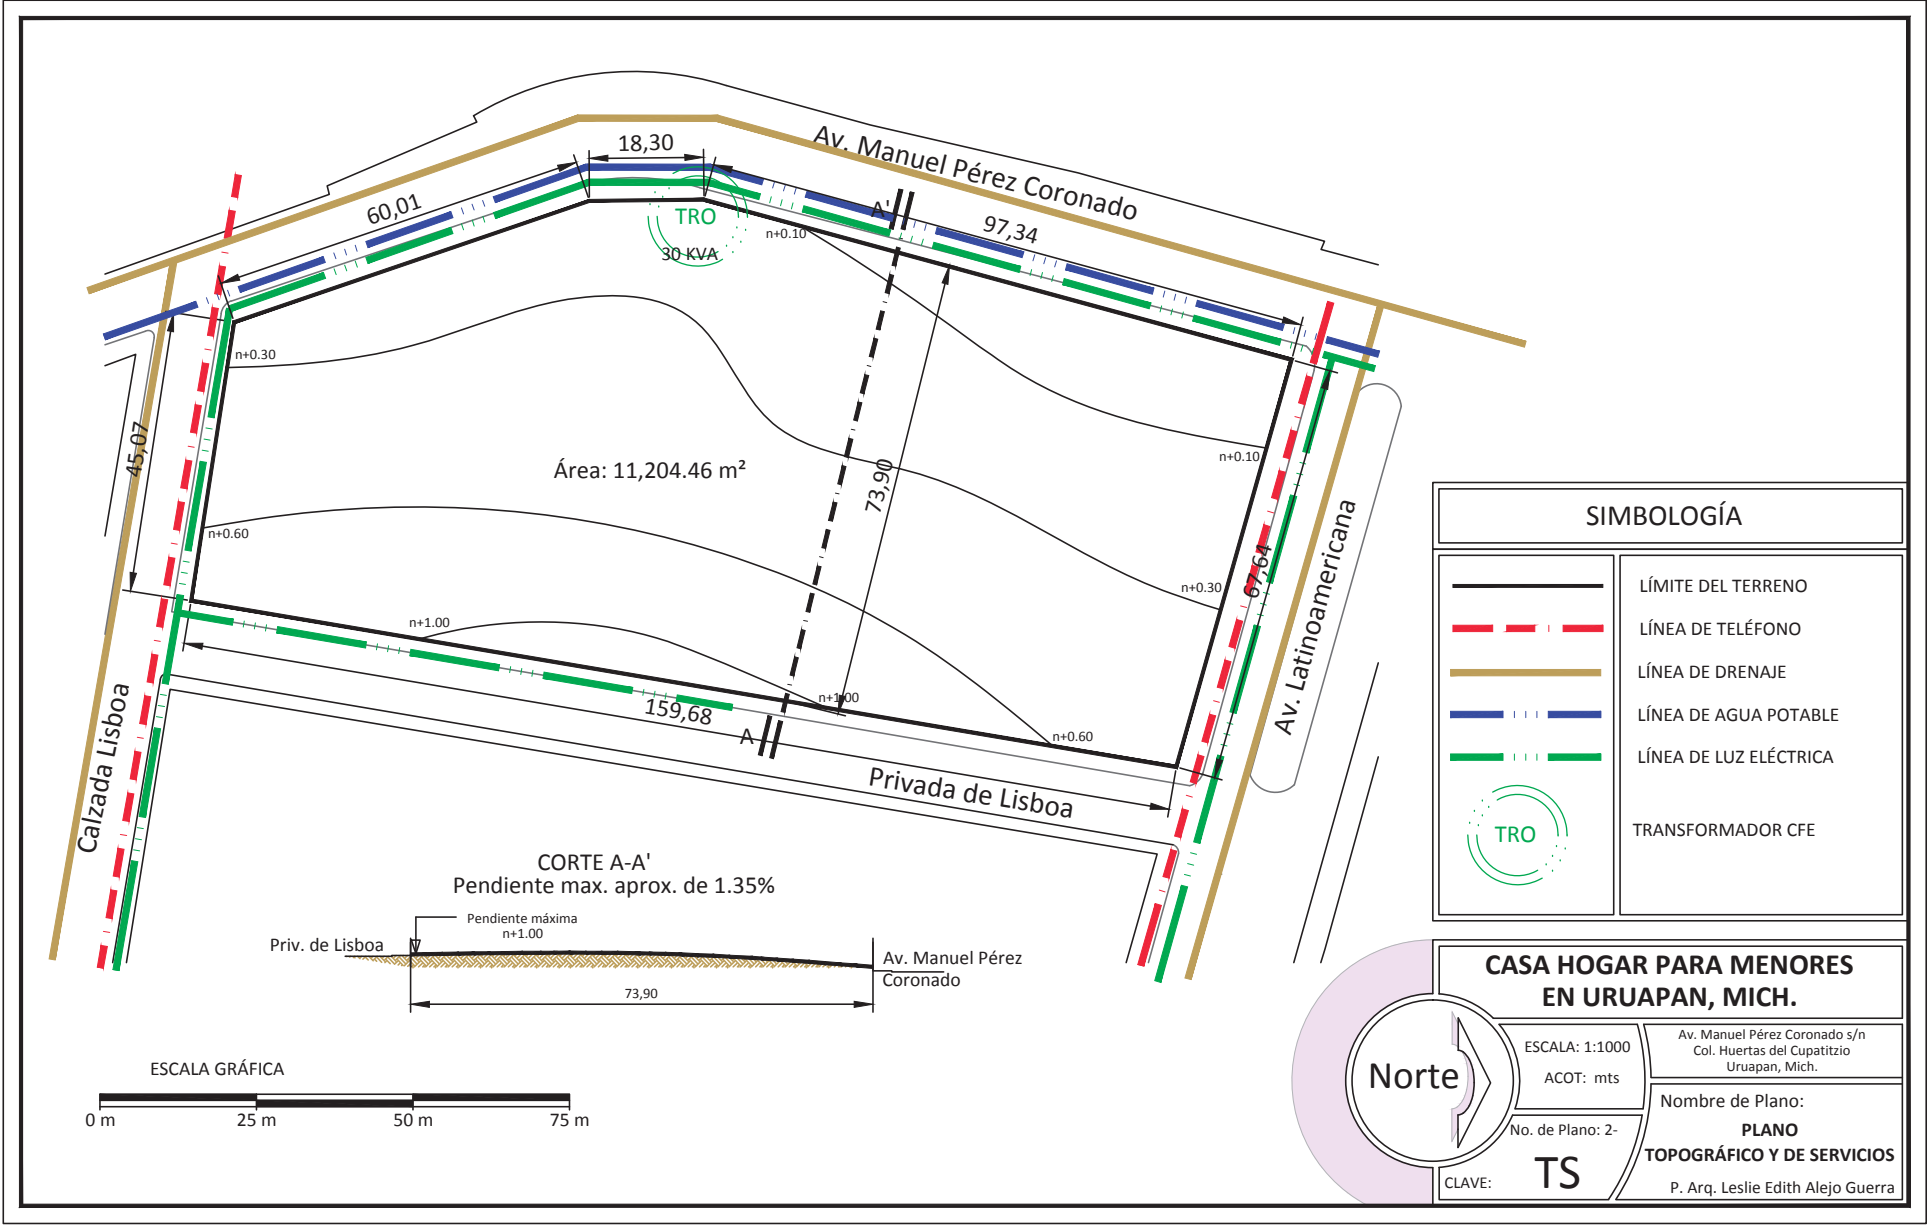 Av. Manuel Pérez Coronado
18,30
60,01
TRO
30 KVA
A'
97,34
n+0.10
n+0.30
45,07
Área: 11,204.46 m²
73,90
n+0.10
n+0.60
n+0.30
67,64
Av. Latinoamericana
n+1.00
n+1.00
159,68
A
n+0.60
Privada de Lisboa
Calzada Lisboa
CORTE A-A'
Pendiente max. aprox. de 1.35%
Pendiente máxima
n+1.00
Priv. de Lisboa
Av. Manuel Pérez
Coronado
73,90
ESCALA GRÁFICA
0 m 25 m 50 m 75 m
SIMBOLOGÍA
LÍMITE DEL TERRENO
LÍNEA DE TELÉFONO
LÍNEA DE DRENAJE
LÍNEA DE AGUA POTABLE
LÍNEA DE LUZ ELÉCTRICA
TRO
TRANSFORMADOR CFE
CASA HOGAR PARA MENORES
EN URUAPAN, MICH.
Norte
ESCALA: 1:1000
ACOT: mts
Av. Manuel Pérez Coronado s/n
Col. Huertas del Cupatitzio
Uruapan, Mich.
No. de Plano: 2-
CLAVE: TS
Nombre de Plano:
PLANO
TOPOGRÁFICO Y DE SERVICIOS
P. Arq. Leslie Edith Alejo Guerra